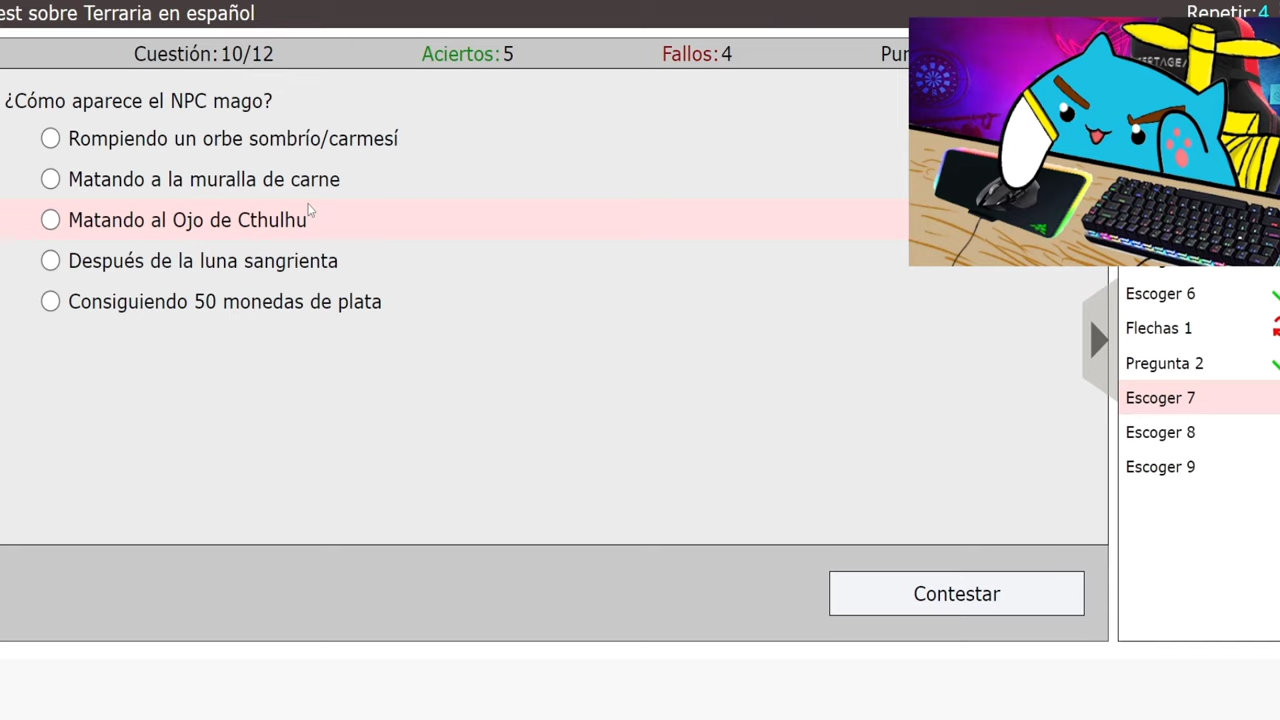 est sobre Terraria en español
Repetir:4
Cuestión:10/12
Aciertos:5
Fallos:4
Pun
¿Cómo aparece el NPC mago?
Rompiendo un orbe sombrío/carmesí
Matando a la muralla de carne
Matando al Ojo de Cthulhu
Después de la luna sangrienta
Consiguiendo 50 monedas de plata
Escoger 6
Flechas 1
Pregunta 2
Escoger 7
Escoger 8
Escoger 9
Contestar